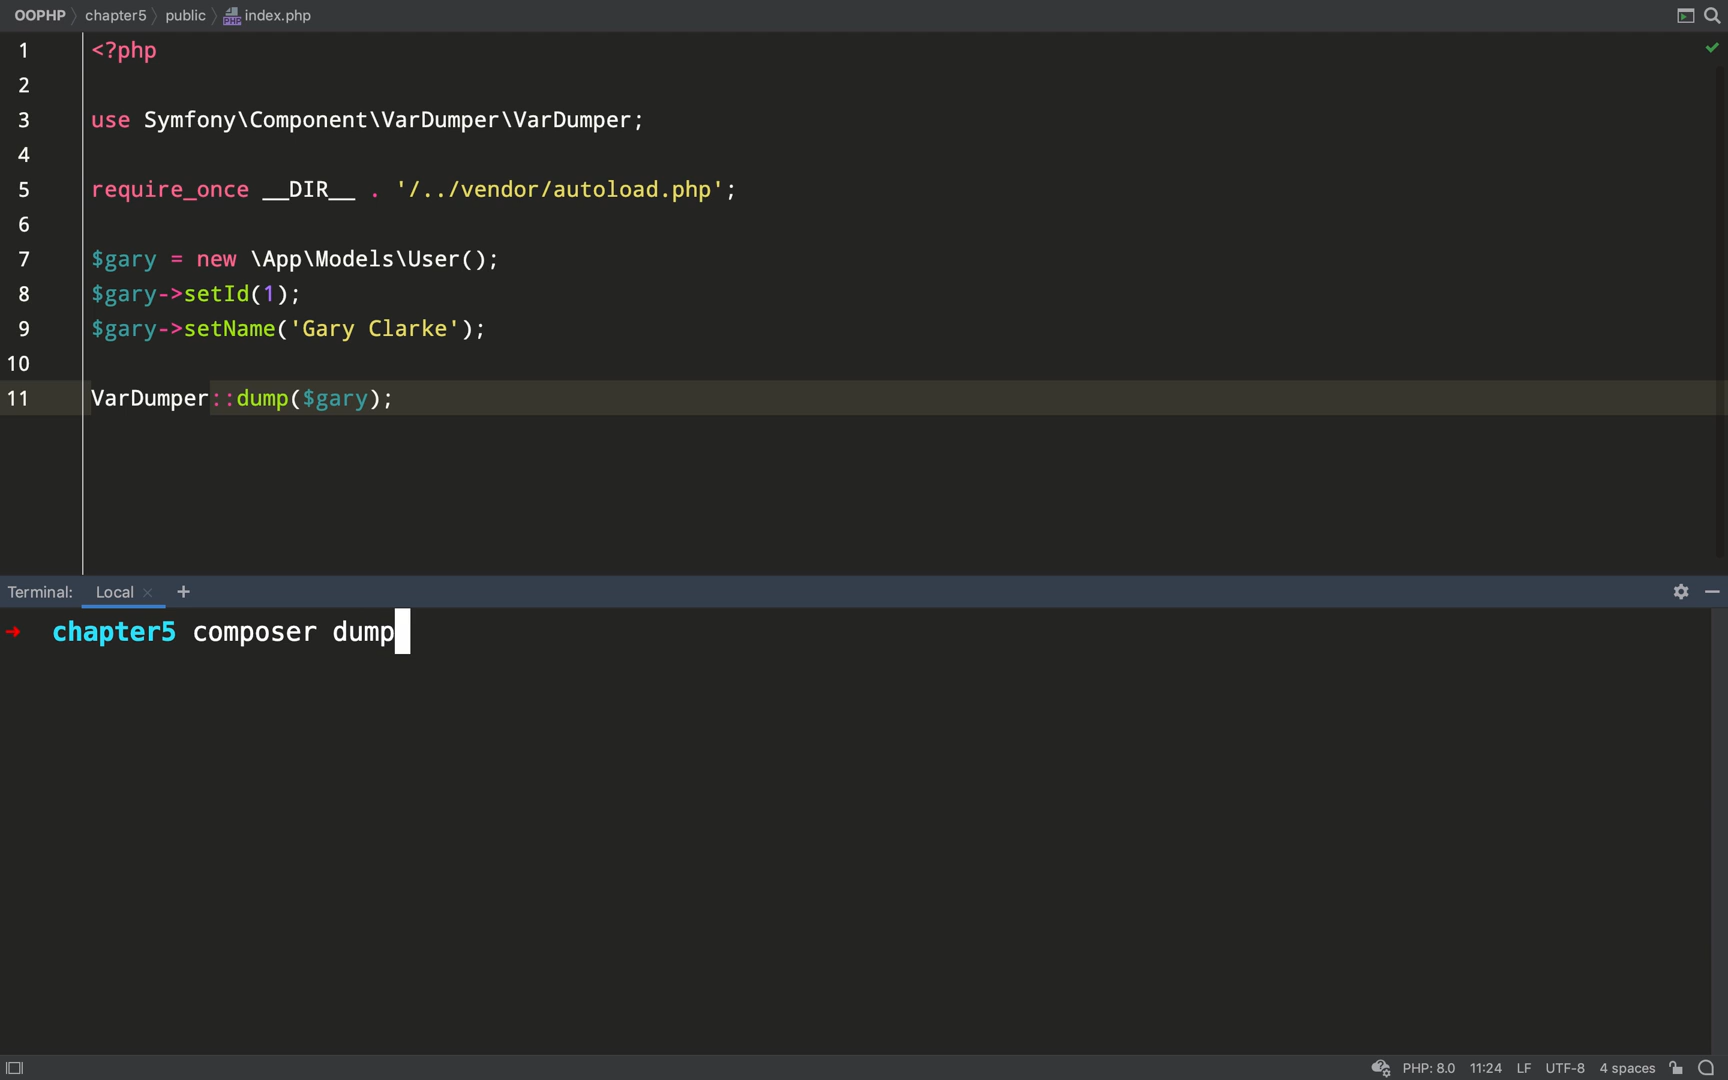 OOPHP chapter5 public index.php
1 <?php
2
3 use Symfony\Component\VarDumper\VarDumper;
4
5 require_once __DIR__ . '/../vendor/autoload.php';
6
7 $gary = new \App\Models\User();
8 $gary->setId(1);
9 $gary->setName('Gary Clarke');
10
11 VarDumper::dump($gary);
Terminal: Local × +
➜ chapter5 composer dump
PHP: 8.0 11:24 LF UTF-8 4 spaces